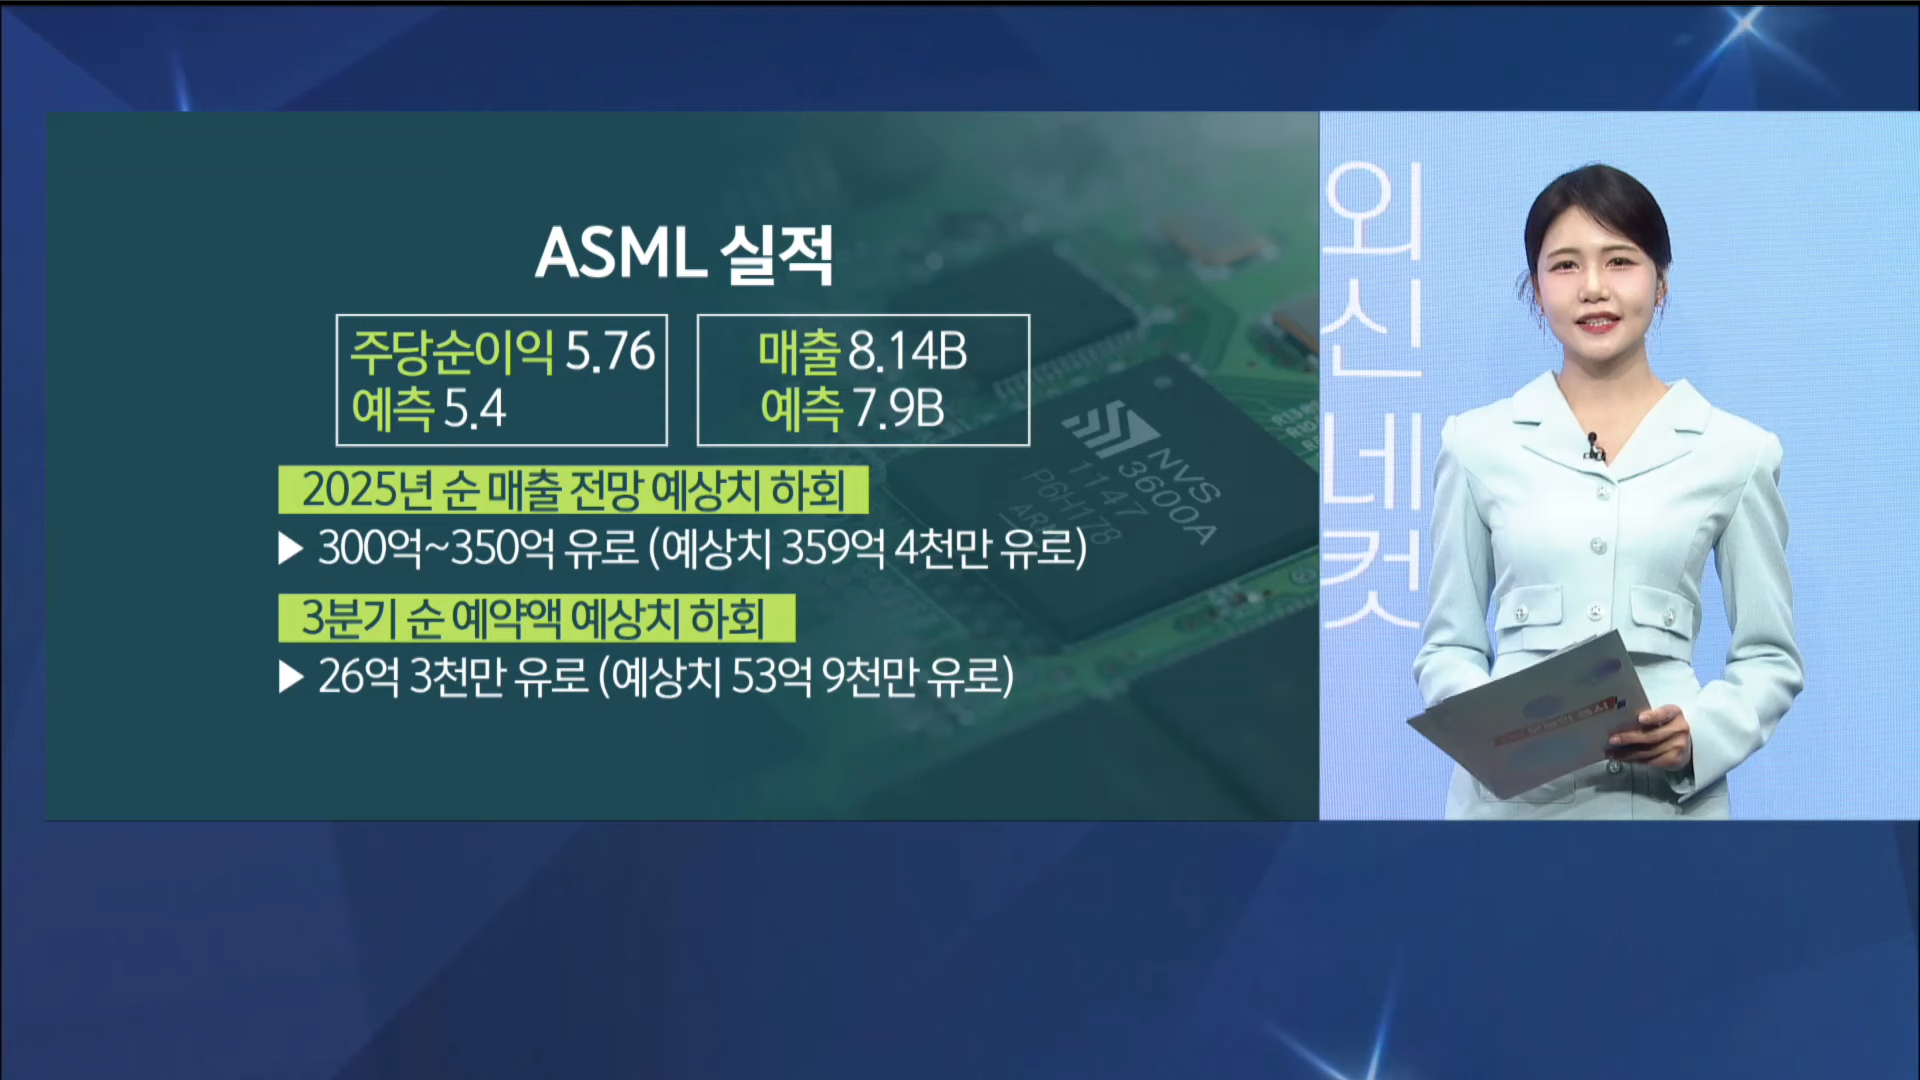 ASML 실적
주당순이익 5.76
예측 5.4
매출 8.14B
예측 7.9B
2025년 순 매출 전망 예상치 하회
▶ 300억~350억 유로 (예상치 359억 4천만 유로)
3분기 순 예약액 예상치 하회
▶ 26억 3천만 유로 (예상치 53억 9천만 유로)
NVS
3600A
1147
P6H178
외신네컷